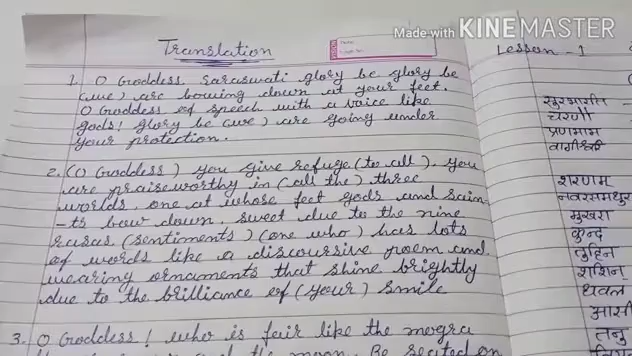 Made with KINEMASTER
Translation
1. O Goddess. Saraswati glory be glory be
(we) are bowing down at your feet.
O Goddess of speech with a voice like
gods! glory be (we) are going under
your protection.
2. (O Goddess) you give refuge (to all). You
are praiseworthy in (all the) three
worlds. one at whose feet gods and sain-
-ts bow down. sweet due to the nine
rasas (sentiments) (one who) has lots
of words like a discoursive poem and
wearing ornaments that shine brightly
due to the brilliance of (your) smile
3. O Goddess! who is fair like the mogra
the moon. Be seated on
Lesson - 1
सुरभारति
चरणौ
प्रणमाम
वागीश्वरी
शरणम्
नवरसमधुरा
मुखरा
कुन्द
तुहिन
शशिन्
धवल
आसी
तनु